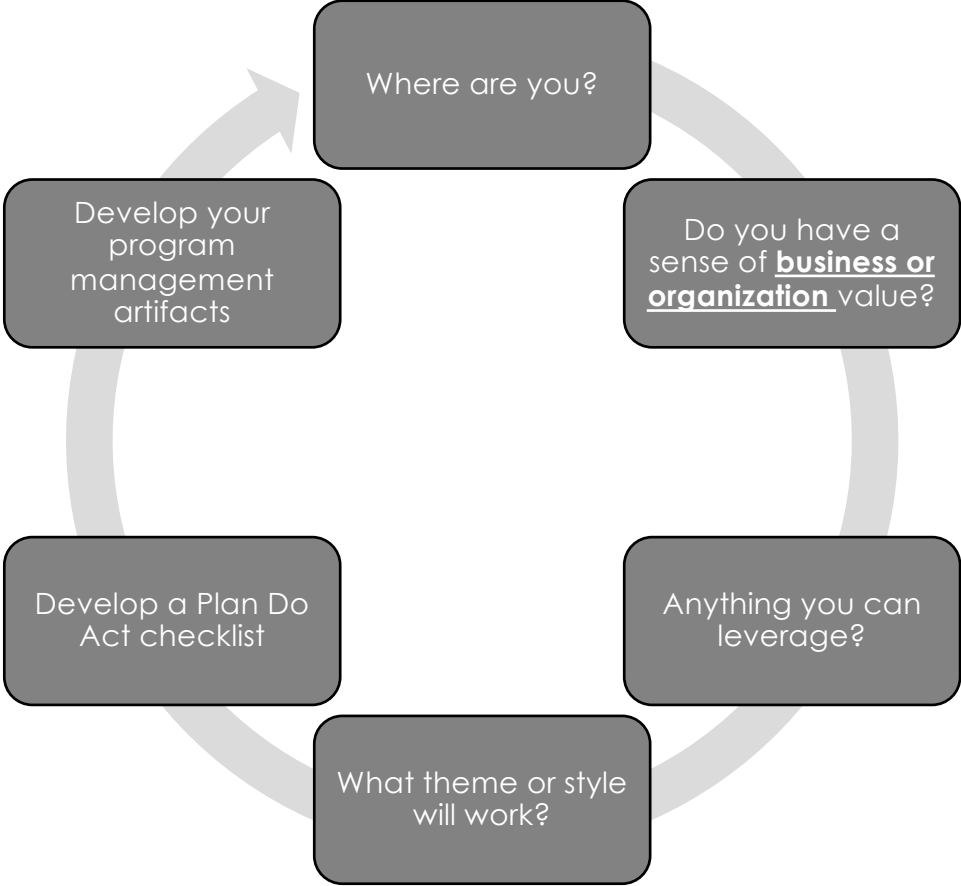 Where are you?
Do you have a
sense of business or
organization value?
Anything you can
leverage?
What theme or style
will work?
Develop a Plan Do
Act checklist
Develop your
program
management
artifacts